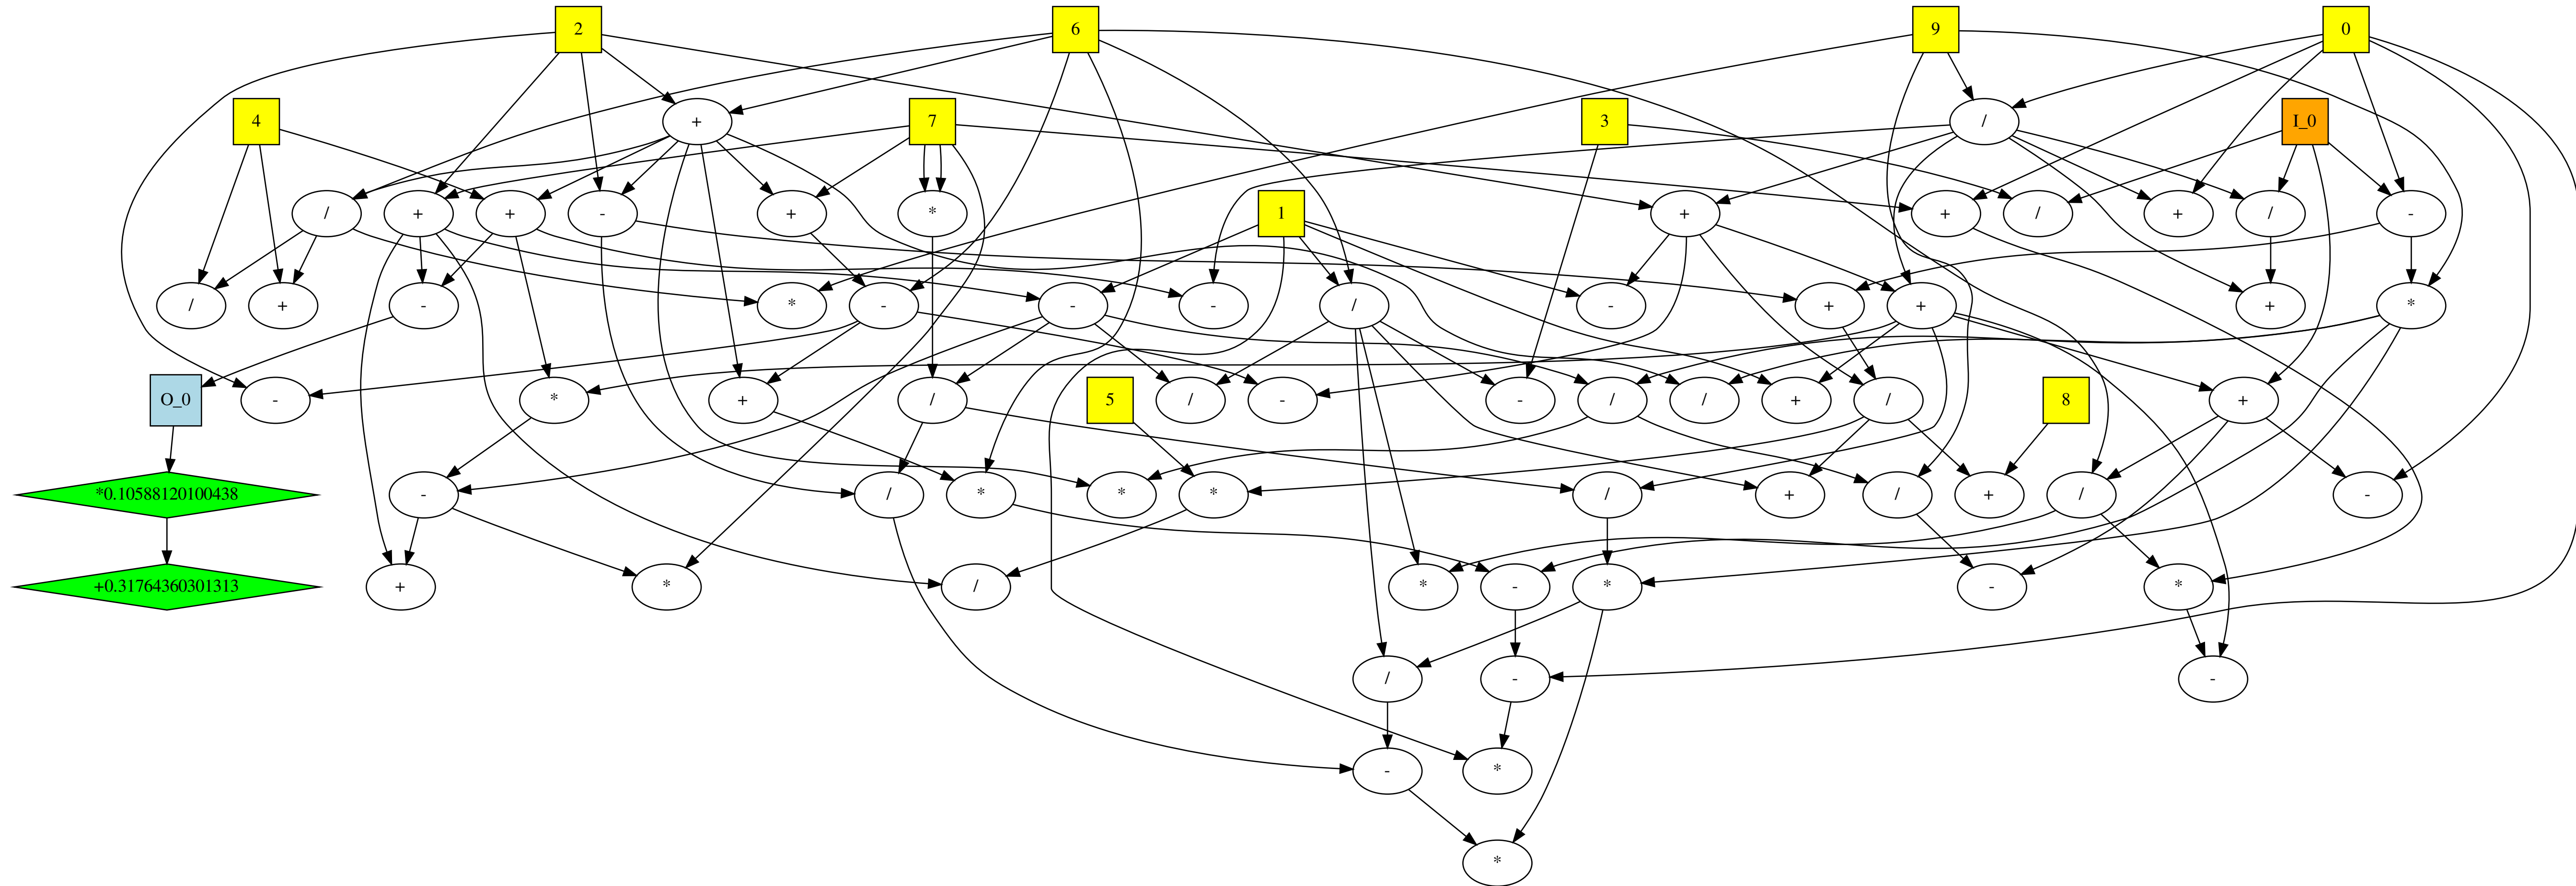 2 6 9 0
4 + 7 3 / I_0
/ + + - + * 1 + + / + / -
/ + - * - - - / - + + + *
O_0 - * + / 5 / - - / / + / 8 +
*0.10588120100438 - / * * * / + / + / -
+0.31764360301313 + * / * - * - *
/ - -
- *
*